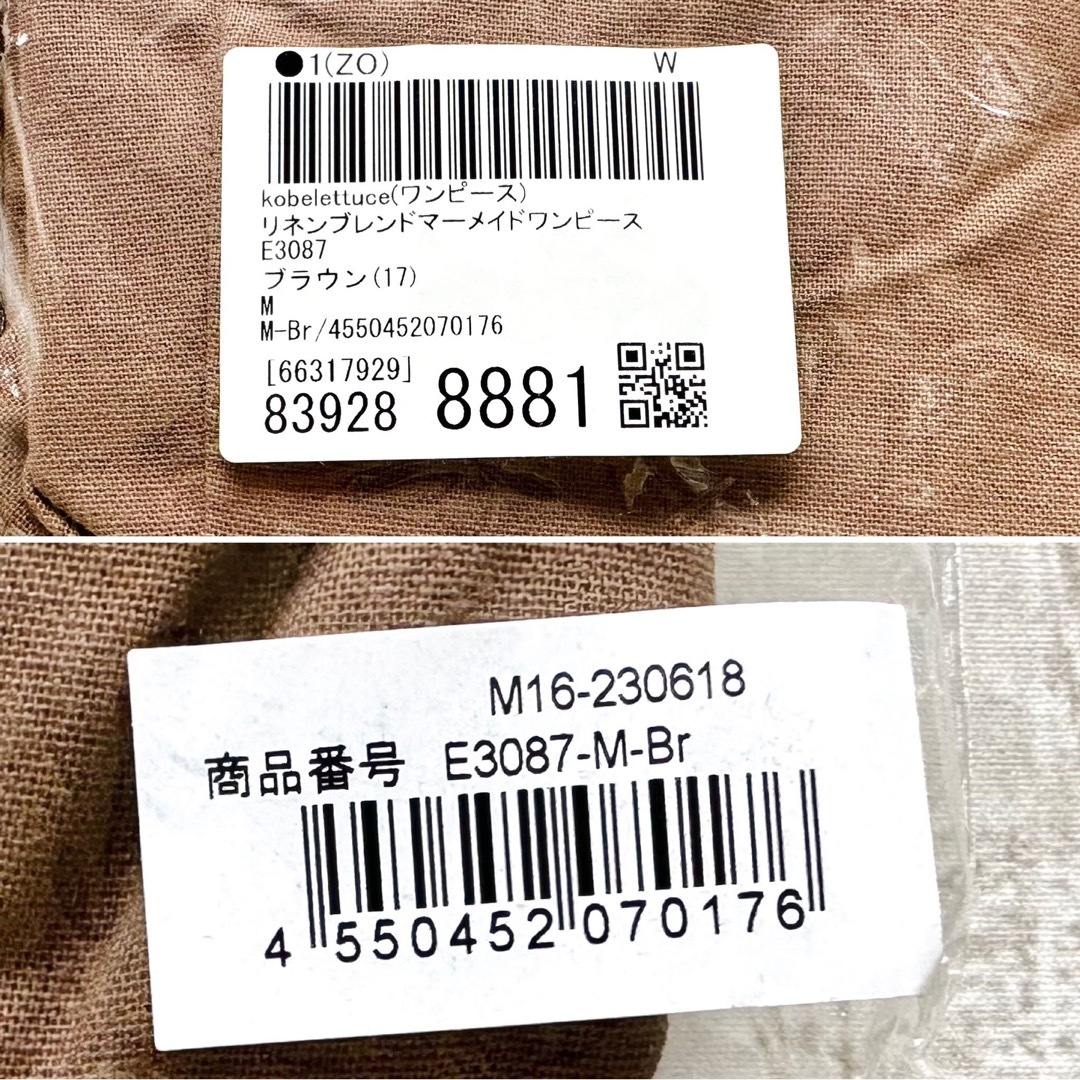 ●1(ZO) W
kobelettuce(ワンピース)
リネンブレンドマーメイドワンピース
E3087
ブラウン(17)
M
M-Br/4550452070176
[66317929]
83928 8881
M16-230618
商品番号 E3087-M-Br
4 550452 070176